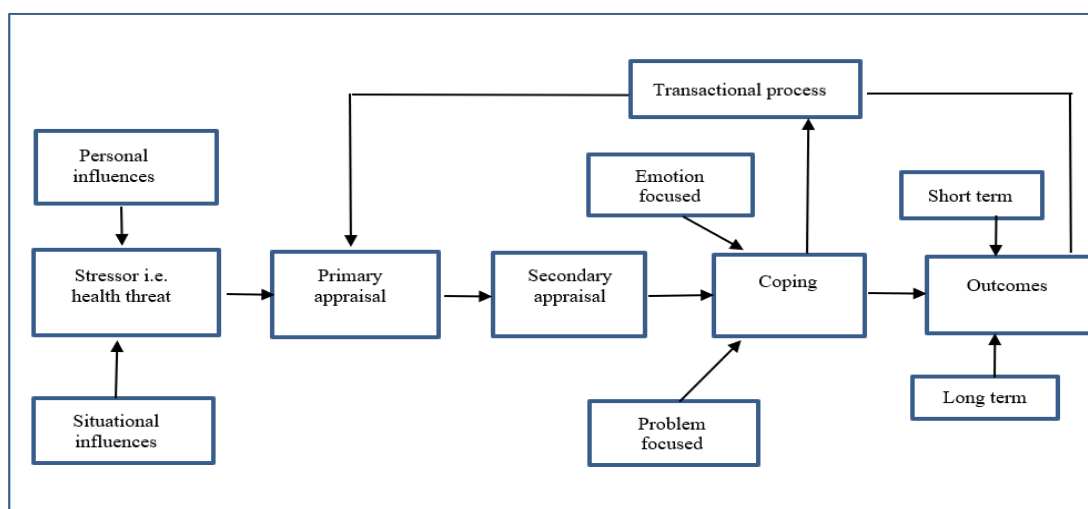 Transactional process
Personal
influences
Emotion
focused
Short term
Stressor i.e.
health threat
Primary
appraisal
Secondary
appraisal
Coping
Outcomes
Situational
influences
Problem
focused
Long term